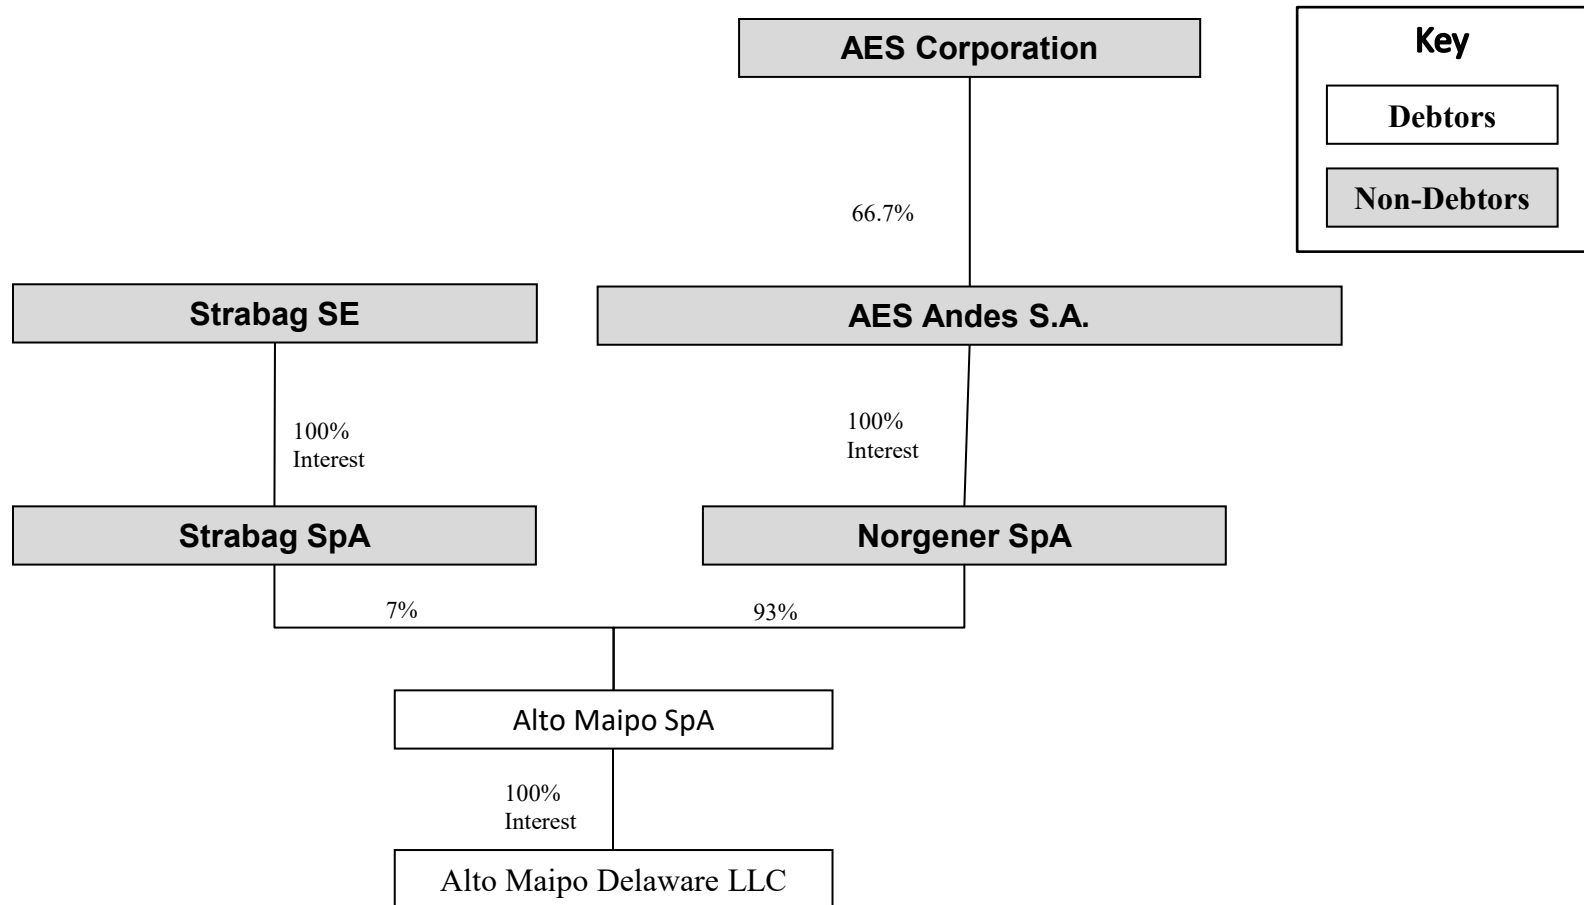 AES Corporation
Key
Debtors
Non-Debtors
66.7%
Strabag SE
AES Andes S.A.
100%
Interest
100%
Interest
Strabag SpA
Norgener SpA
7%
93%
Alto Maipo SpA
100%
Interest
Alto Maipo Delaware LLC